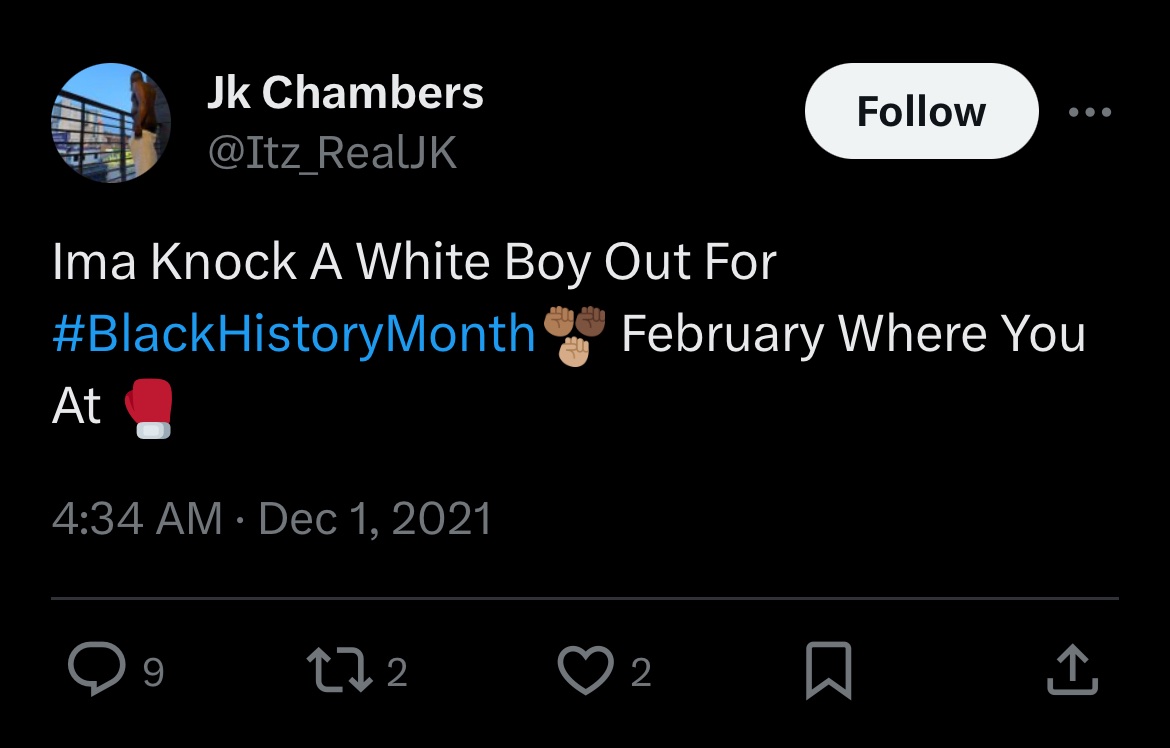 Jk Chambers
Follow
@Itz_RealJK
Ima Knock A White Boy Out For
#BlackHistoryMonth✊🏽✊🏾✊🏼 February Where You
At 🥊
4:34 AM · Dec 1, 2021
9 2 2